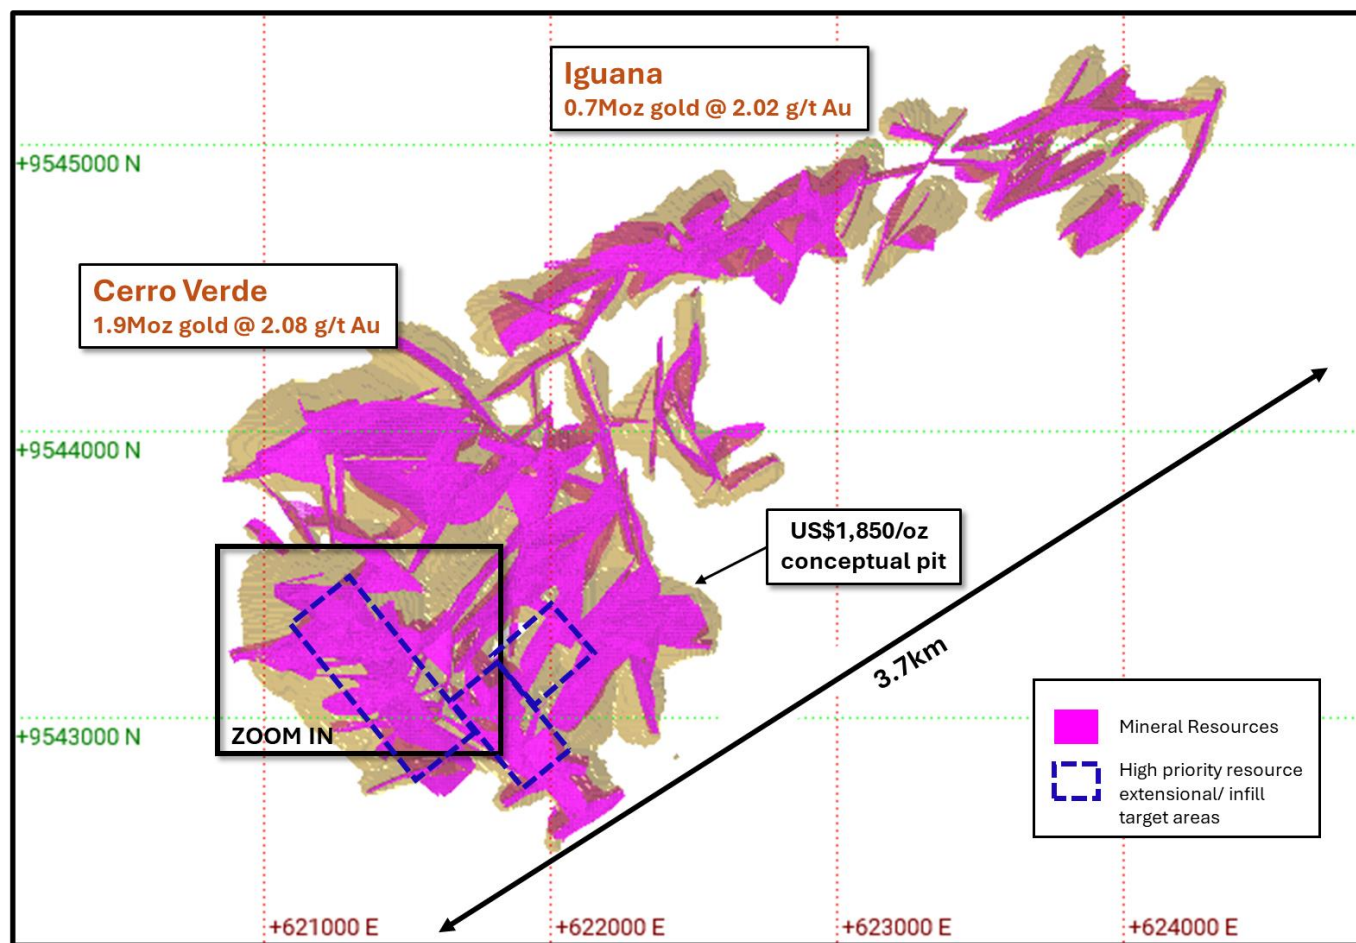 Iguana
0.7Moz gold @ 2.02 g/t Au
+9545000 N
Cerro Verde
1.9Moz gold @ 2.08 g/t Au
+9544000 N
US$1,850/oz
conceptual pit
3.7km
ZOOM IN
+9543000 N
Mineral Resources
High priority resource
extensional/ infill
target areas
+621000 E
+622000 E
+623000 E
+624000 E